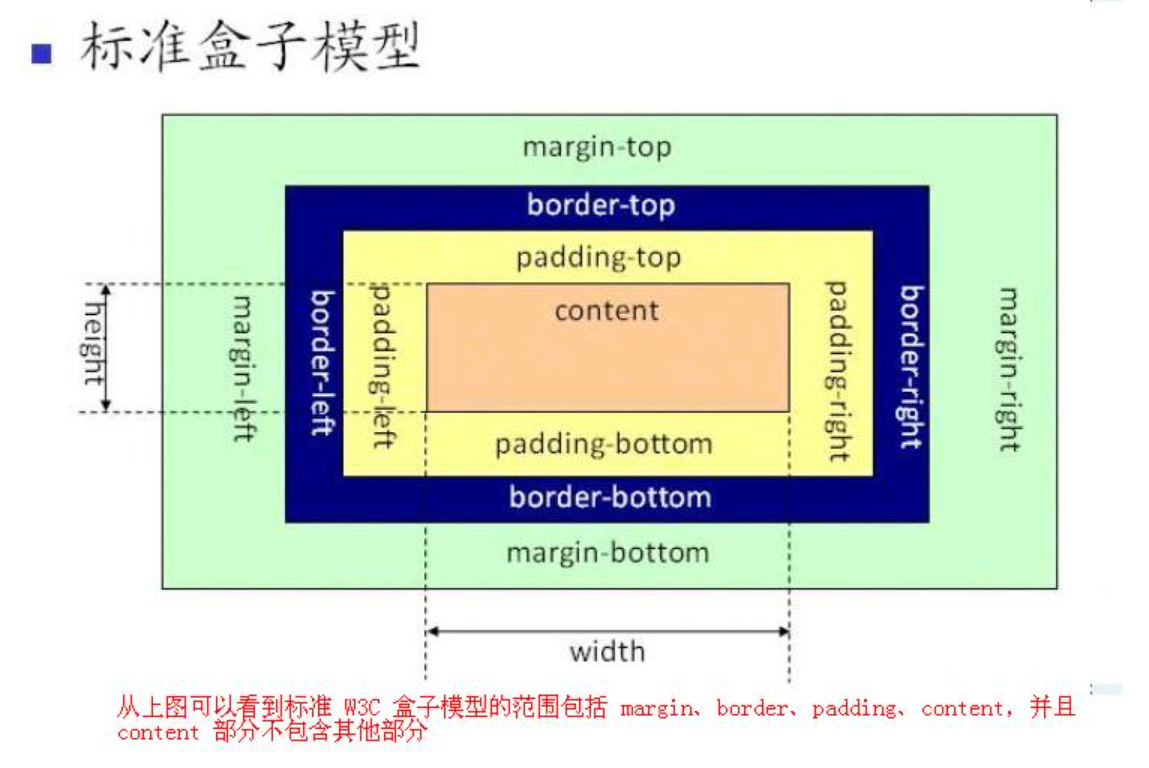 标准盒子模型
margin-top
border-top
padding-top
content
height
margin-left
border-left
padding-left
padding-right
border-right
margin-right
padding-bottom
border-bottom
margin-bottom
width
从上图可以看到标准 W3C 盒子模型的范围包括 margin、border、padding、content，并且
content 部分不包含其他部分